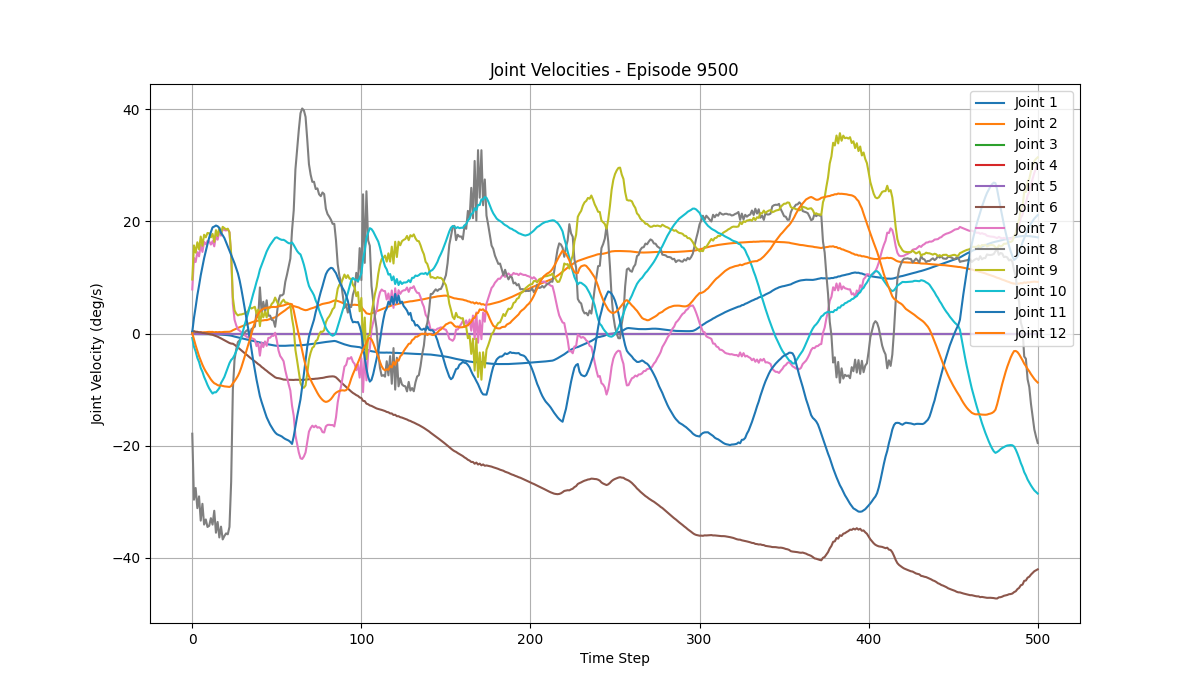 Joint Velocities - Episode 9500
Joint Velocity (deg/s)
40
20
0
−20
−40
0
100
200
300
400
500
Time Step
Joint 1
Joint 2
Joint 3
Joint 4
Joint 5
Joint 6
Joint 7
Joint 8
Joint 9
Joint 10
Joint 11
Joint 12